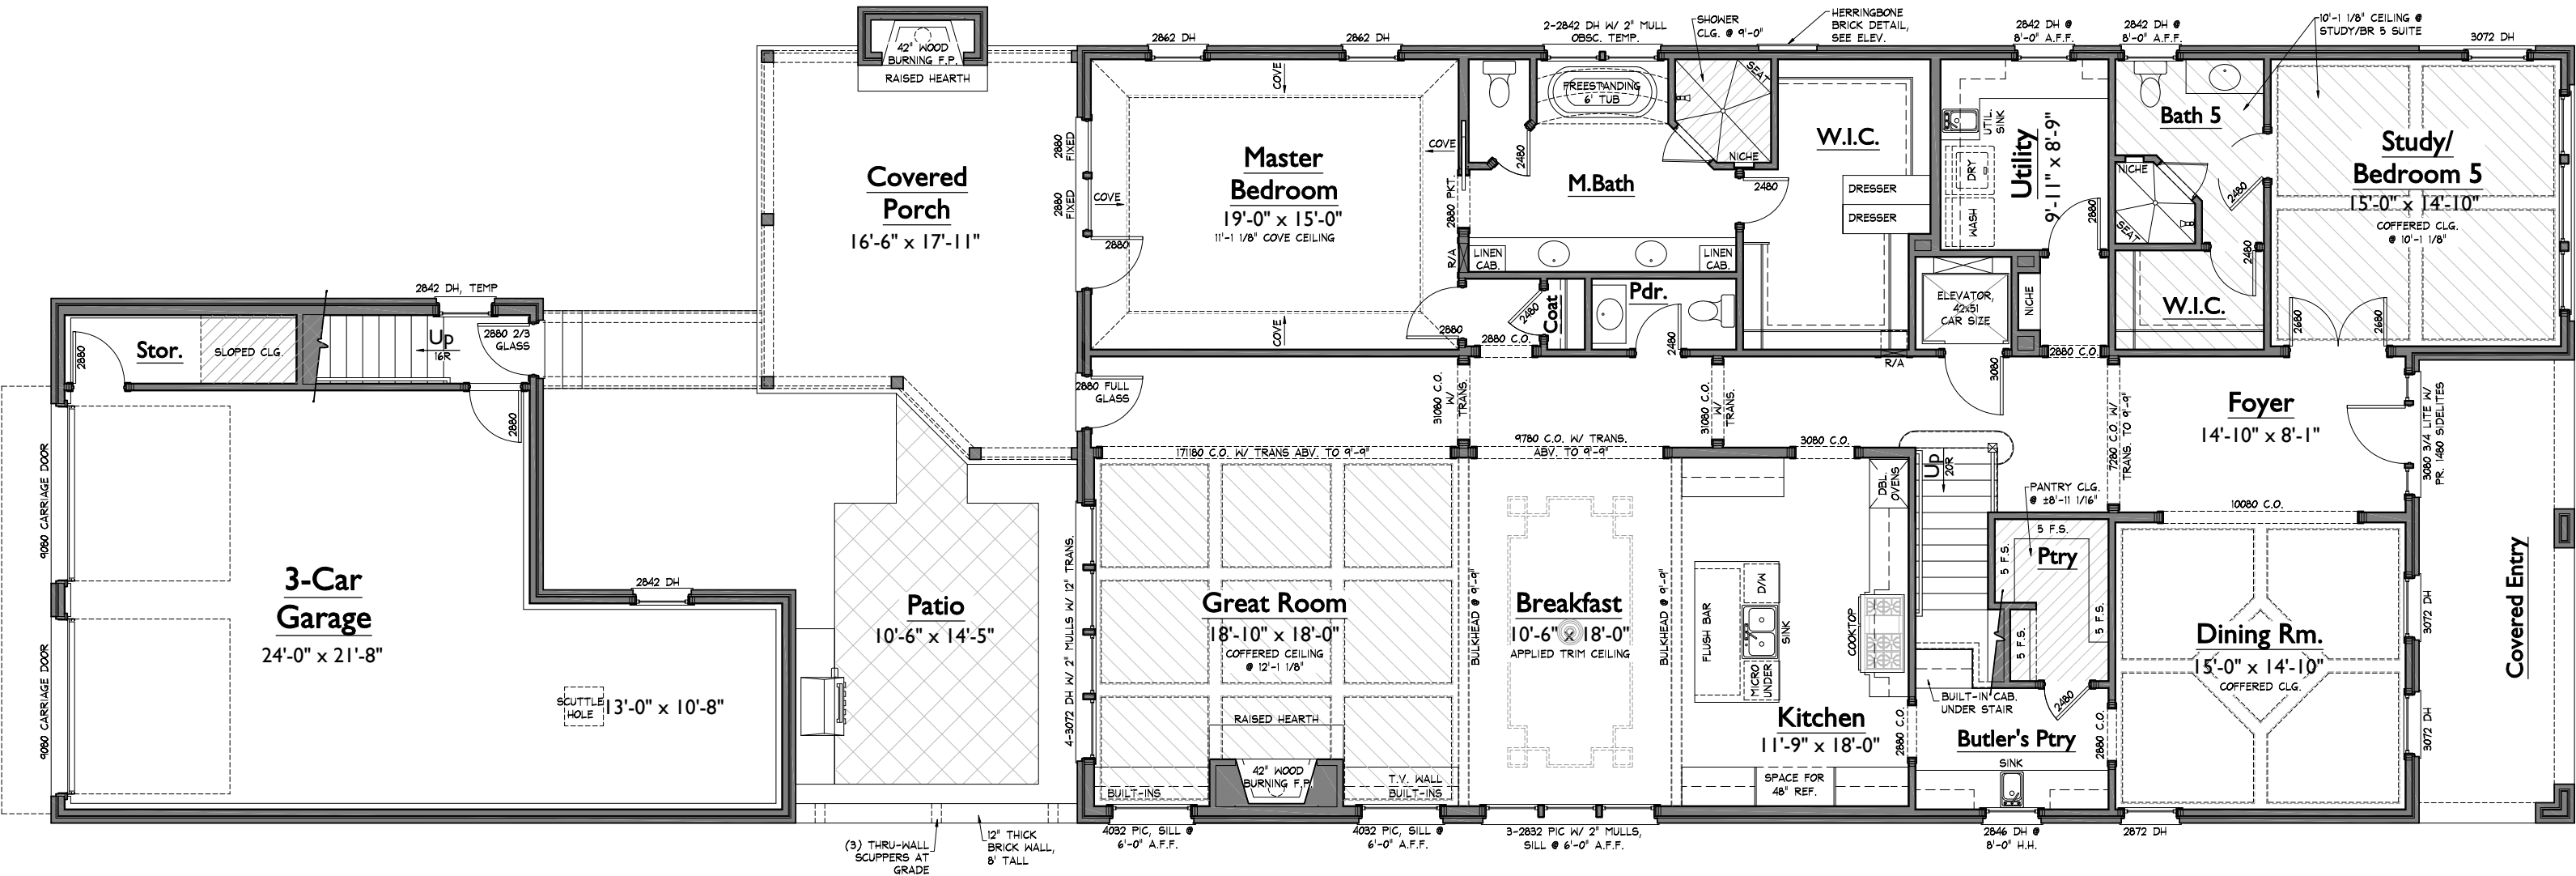 42" WOOD
BURNING F.P.
RAISED HEARTH
2862 DH
2862 DH
2-2842 DH W/ 2" MULL
OBSC. TEMP.
SHOWER
CLG. @ 9'-0"
HERRINGBONE
BRICK DETAIL,
SEE ELEV.
2842 DH @
8'-0" A.F.F.
2842 DH @
8'-0" A.F.F.
10'-1 1/8" CEILING @
STUDY/BR 5 SUITE
3072 DH
Covered
Porch
16'-6" x 17'-11"
2880
FIXED
2880
FIXED
2880
COVE
COVE
COVE
COVE
Master
Bedroom
19'-0" x 15'-0"
11'-1 1/8" COVE CEILING
2880 PKT.
R/A
2480
FREESTANDING
6' TUB
SEAT
NICHE
M.Bath
2480
LINEN
CAB.
LINEN
CAB.
W.I.C.
DRESSER
DRESSER
UTIL.
SINK
DRY
WASH
Utility
9'-11" x 8'-9"
2880
Bath 5
NICHE
SEAT
2480
2480
W.I.C.
Study/
Bedroom 5
15'-0" x 14'-10"
COFFERED CLG.
@ 10'-1 1/8"
2680
2680
2880
2480
Coat
2880 C.O.
Pdr.
2480
ELEVATOR,
42x51
CAR SIZE
NICHE
2880 C.O.
R/A
3080
2842 DH, TEMP
2880
Stor.
SLOPED CLG.
Up
16R
2880 2/3
GLASS
2880
2880 FULL
GLASS
31080 C.O.
W/
TRANS.
31080 C.O.
W/
TRANS.
7280 C.O. W/
TRANS. TO 9'-9"
Foyer
14'-10" x 8'-1"
3080 3/4 LITE W/
PR. 1480 SIDELITES
171180 C.O. W/ TRANS ABV. TO 9'-9"
9780 C.O. W/ TRANS.
ABV. TO 9'-9"
3080 C.O.
UP
20R
DBL.
OVENS
PANTRY CLG.
@ ±8'-11 1/16"
10080 C.O.
5 F.S.
5 F.S.
5 F.S.
5 F.S.
Ptry
9080 CARRIAGE DOOR
9080 CARRIAGE DOOR
3-Car
Garage
24'-0" x 21'-8"
2842 DH
SCUTTLE
HOLE
13'-0" x 10'-8"
Patio
10'-6" x 14'-5"
4-3072 DH W/ 2" MULLS W/ 12" TRANS.
Great Room
18'-10" x 18'-0"
COFFERED CEILING
@ 12'-1 1/8"
BULKHEAD @ 9'-9"
Breakfast
10'-6" x 18'-0"
APPLIED TRIM CEILING
BULKHEAD @ 9'-9"
FLUSH BAR
D/W
SINK
MICRO
UNDER
COOKTOP
Kitchen
11'-9" x 18'-0"
SPACE FOR
48" REF.
BUILT-IN CAB.
UNDER STAIR
2480
2880 C.O.
Butler's Ptry
2880 C.O.
SINK
Dining Rm.
15'-0" x 14'-10"
COFFERED CLG.
3072 DH
3072 DH
Covered Entry
RAISED HEARTH
42" WOOD
BURNING F.P.
BUILT-INS
T.V. WALL
BUILT-INS
4032 PIC, SILL @
6'-0" A.F.F.
4032 PIC, SILL @
6'-0" A.F.F.
3-2832 PIC W/ 2" MULLS,
SILL @ 6'-0" A.F.F.
2846 DH @
8'-0" H.H.
2872 DH
(3) THRU-WALL
SCUPPERS AT
GRADE
12" THICK
BRICK WALL,
8' TALL